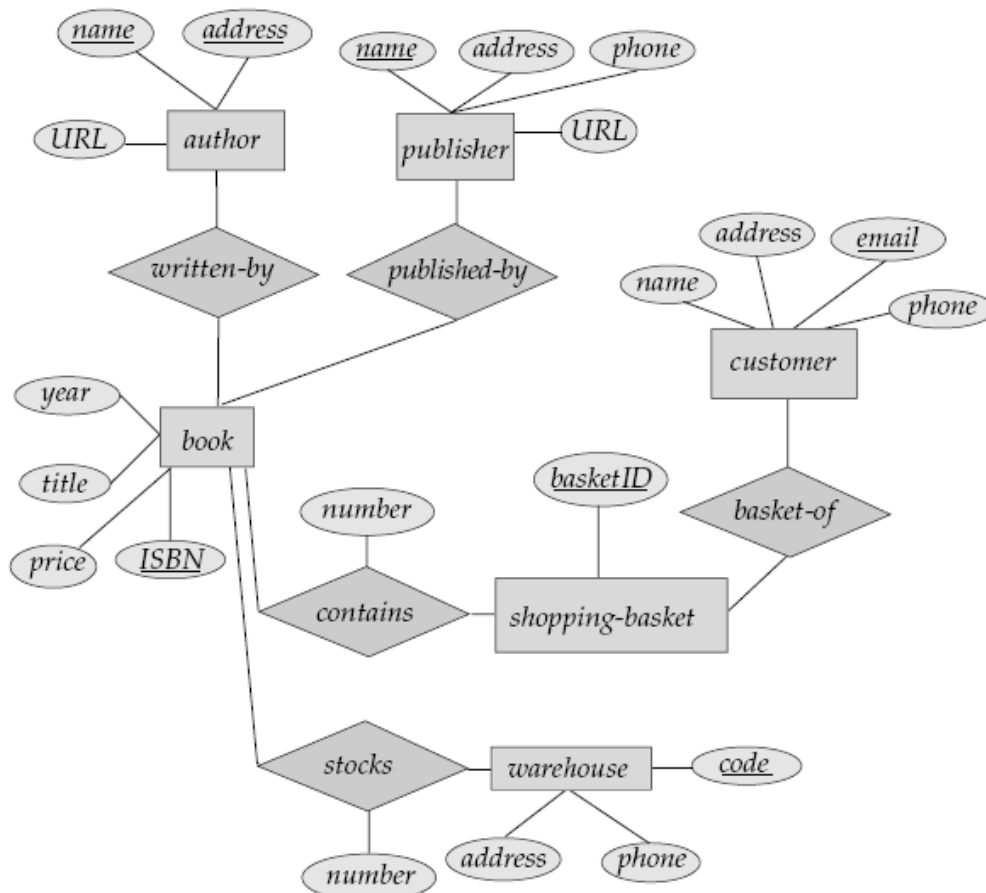 name
address
name
address
phone
URL
author
publisher
URL
written-by
published-by
address
email
name
phone
customer
year
book
title
price
ISBN
number
basketID
basket-of
contains
shopping-basket
stocks
warehouse
code
number
address
phone